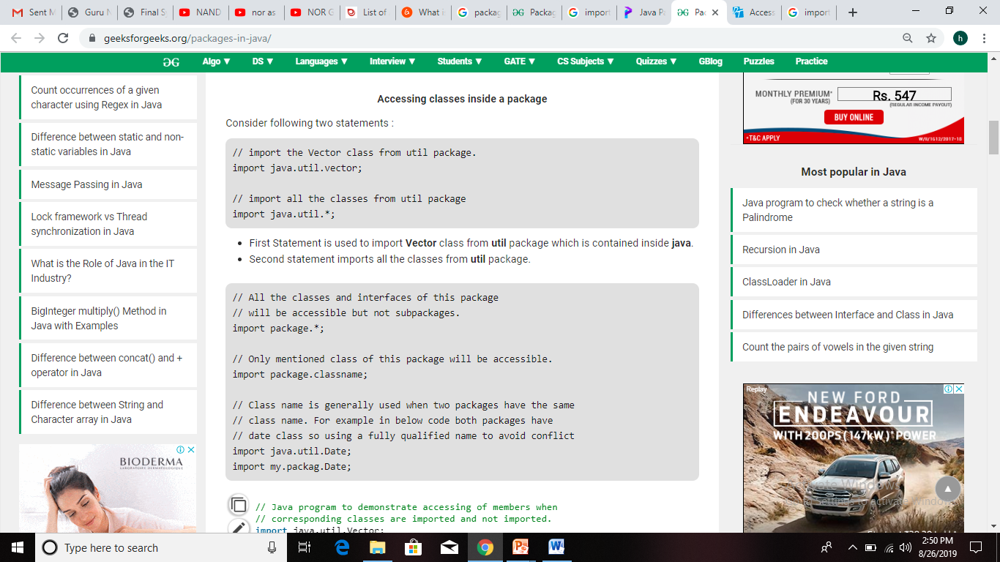 Sent M
Guru N
Final S
NAND
nor as
NOR G
List of
What i
packag
Packag
import
Java P
Pac
Access
import
geeksforgeeks.org/packages-in-java/
h
Algo ▼
DS ▼
Languages ▼
Interview ▼
Students ▼
GATE ▼
CS Subjects ▼
Quizzes ▼
GBlog
Puzzles
Practice
Count occurrences of a given
character using Regex in Java
Difference between static and non-
static variables in Java
Message Passing in Java
Lock framework vs Thread
synchronization in Java
What is the Role of Java in the IT
Industry?
BigInteger multiply() Method in
Java with Examples
Difference between concat() and +
operator in Java
Difference between String and
Character array in Java
BIODERMA
LABORATOIRE DERMATOLOGIQUE
Accessing classes inside a package
Consider following two statements :
// import the Vector class from util package.
import java.util.vector;
// import all the classes from util package
import java.util.*;
• First Statement is used to import Vector class from util package which is contained inside java.
• Second statement imports all the classes from util package.
// All the classes and interfaces of this package
// will be accessible but not subpackages.
import package.*;
// Only mentioned class of this package will be accessible.
import package.classname;
// Class name is generally used when two packages have the same
// class name. For example in below code both packages have
// date class so using a fully qualified name to avoid conflict
import java.util.Date;
import my.packag.Date;
// Java program to demonstrate accessing of members when
// corresponding classes are imported and not imported.
import java.util.Vector;
MONTHLY PREMIUM*
(FOR 30 YEARS)
Rs. 547
(REGULAR INCOME PAYOUT)
BUY ONLINE
*T&C APPLY
W/8/1612/2017-18
Most popular in Java
Java program to check whether a string is a
Palindrome
Recursion in Java
ClassLoader in Java
Differences between Interface and Class in Java
Count the pairs of vowels in the given string
Replay
NEW FORD
ENDEAVOUR
WITH 200PS (147kW)* POWER
Type here to search
2:50 PM
8/26/2019